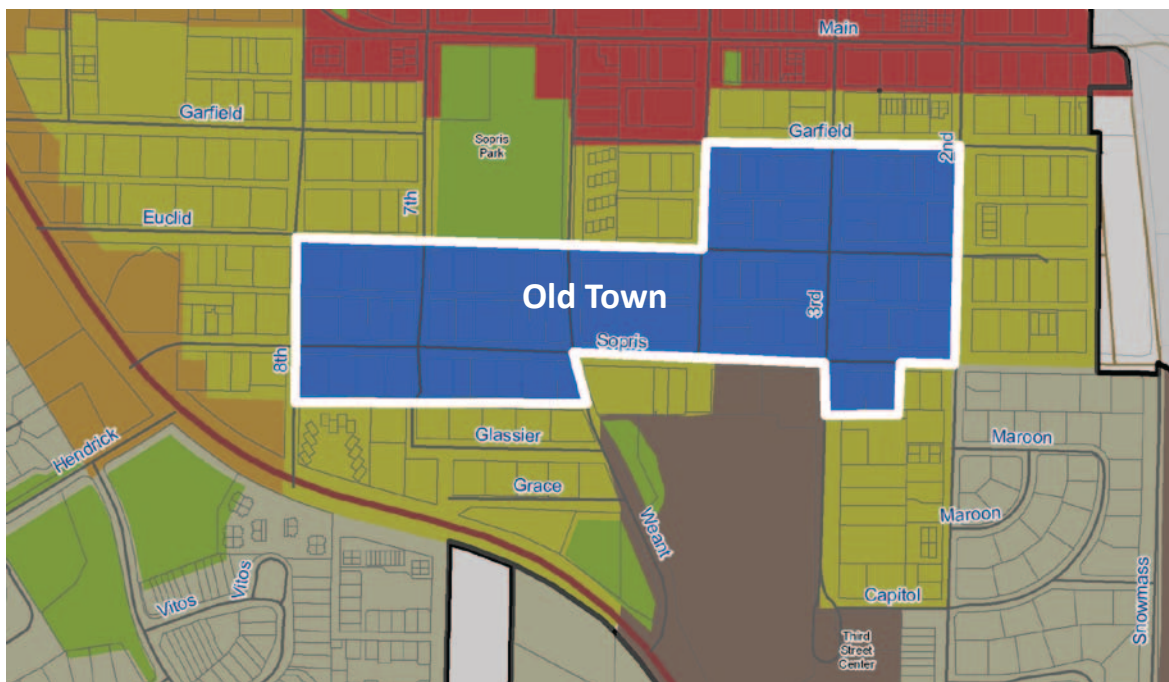 Main
Garfield
Garfield
2nd
Sopris
Park
7th
Euclid
Old Town
3rd
Sopris
8th
Glassier
Hendrick
Maroon
Grace
Maroon
Weant
Vitos
Vitos
Capitol
Snowmass
Third
Street
Center